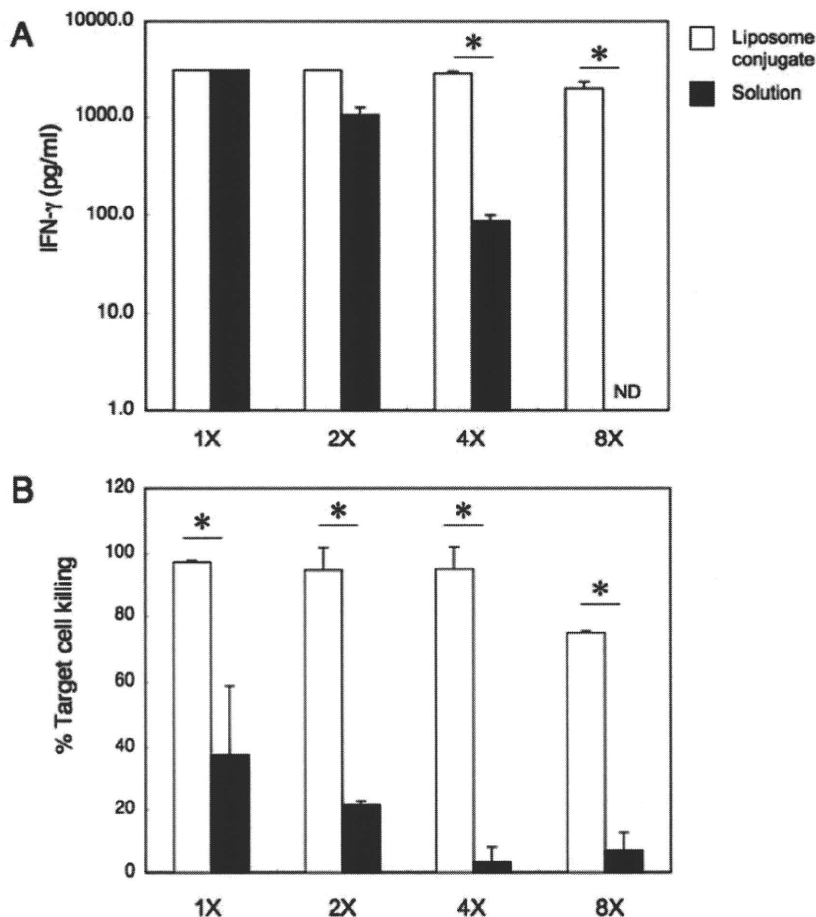 A
10000.0
1000.0
100.0
10.0
1.0
IFN-γ (pg/ml)
*
*
ND
1X 2X 4X 8X
Liposome
conjugate
Solution
B
120
100
80
60
40
20
0
% Target cell killing
*
*
*
*
1X 2X 4X 8X